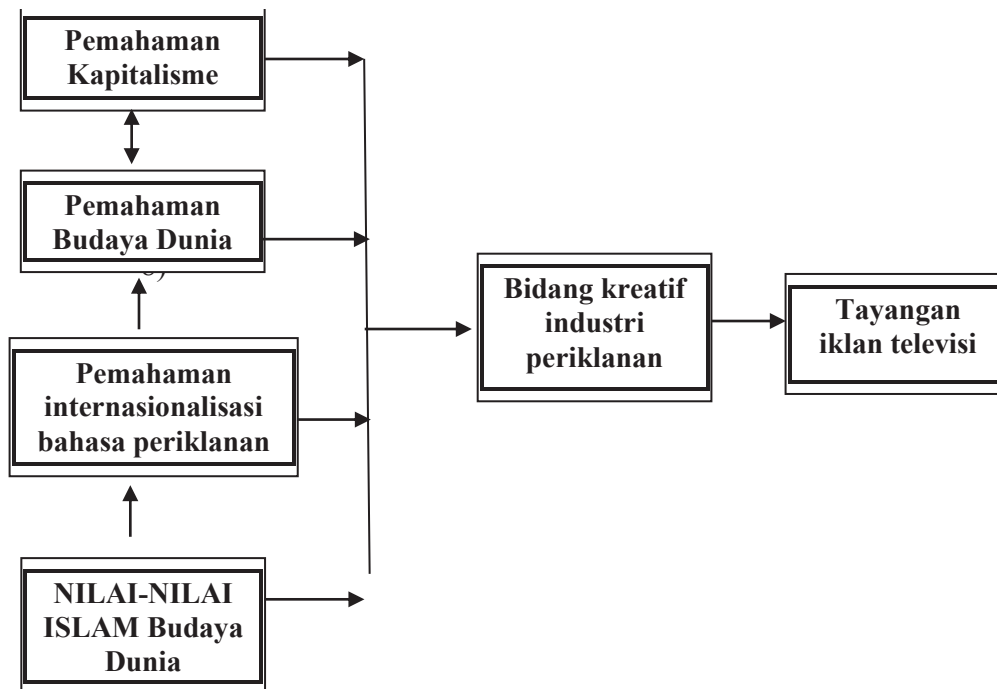 Pemahaman
Kapitalisme
Pemahaman
Budaya Dunia
Pemahaman
internasionalisasi
bahasa periklanan
NILAI-NILAI
ISLAM Budaya
Dunia
Bidang kreatif
industri
periklanan
Tayangan
iklan televisi